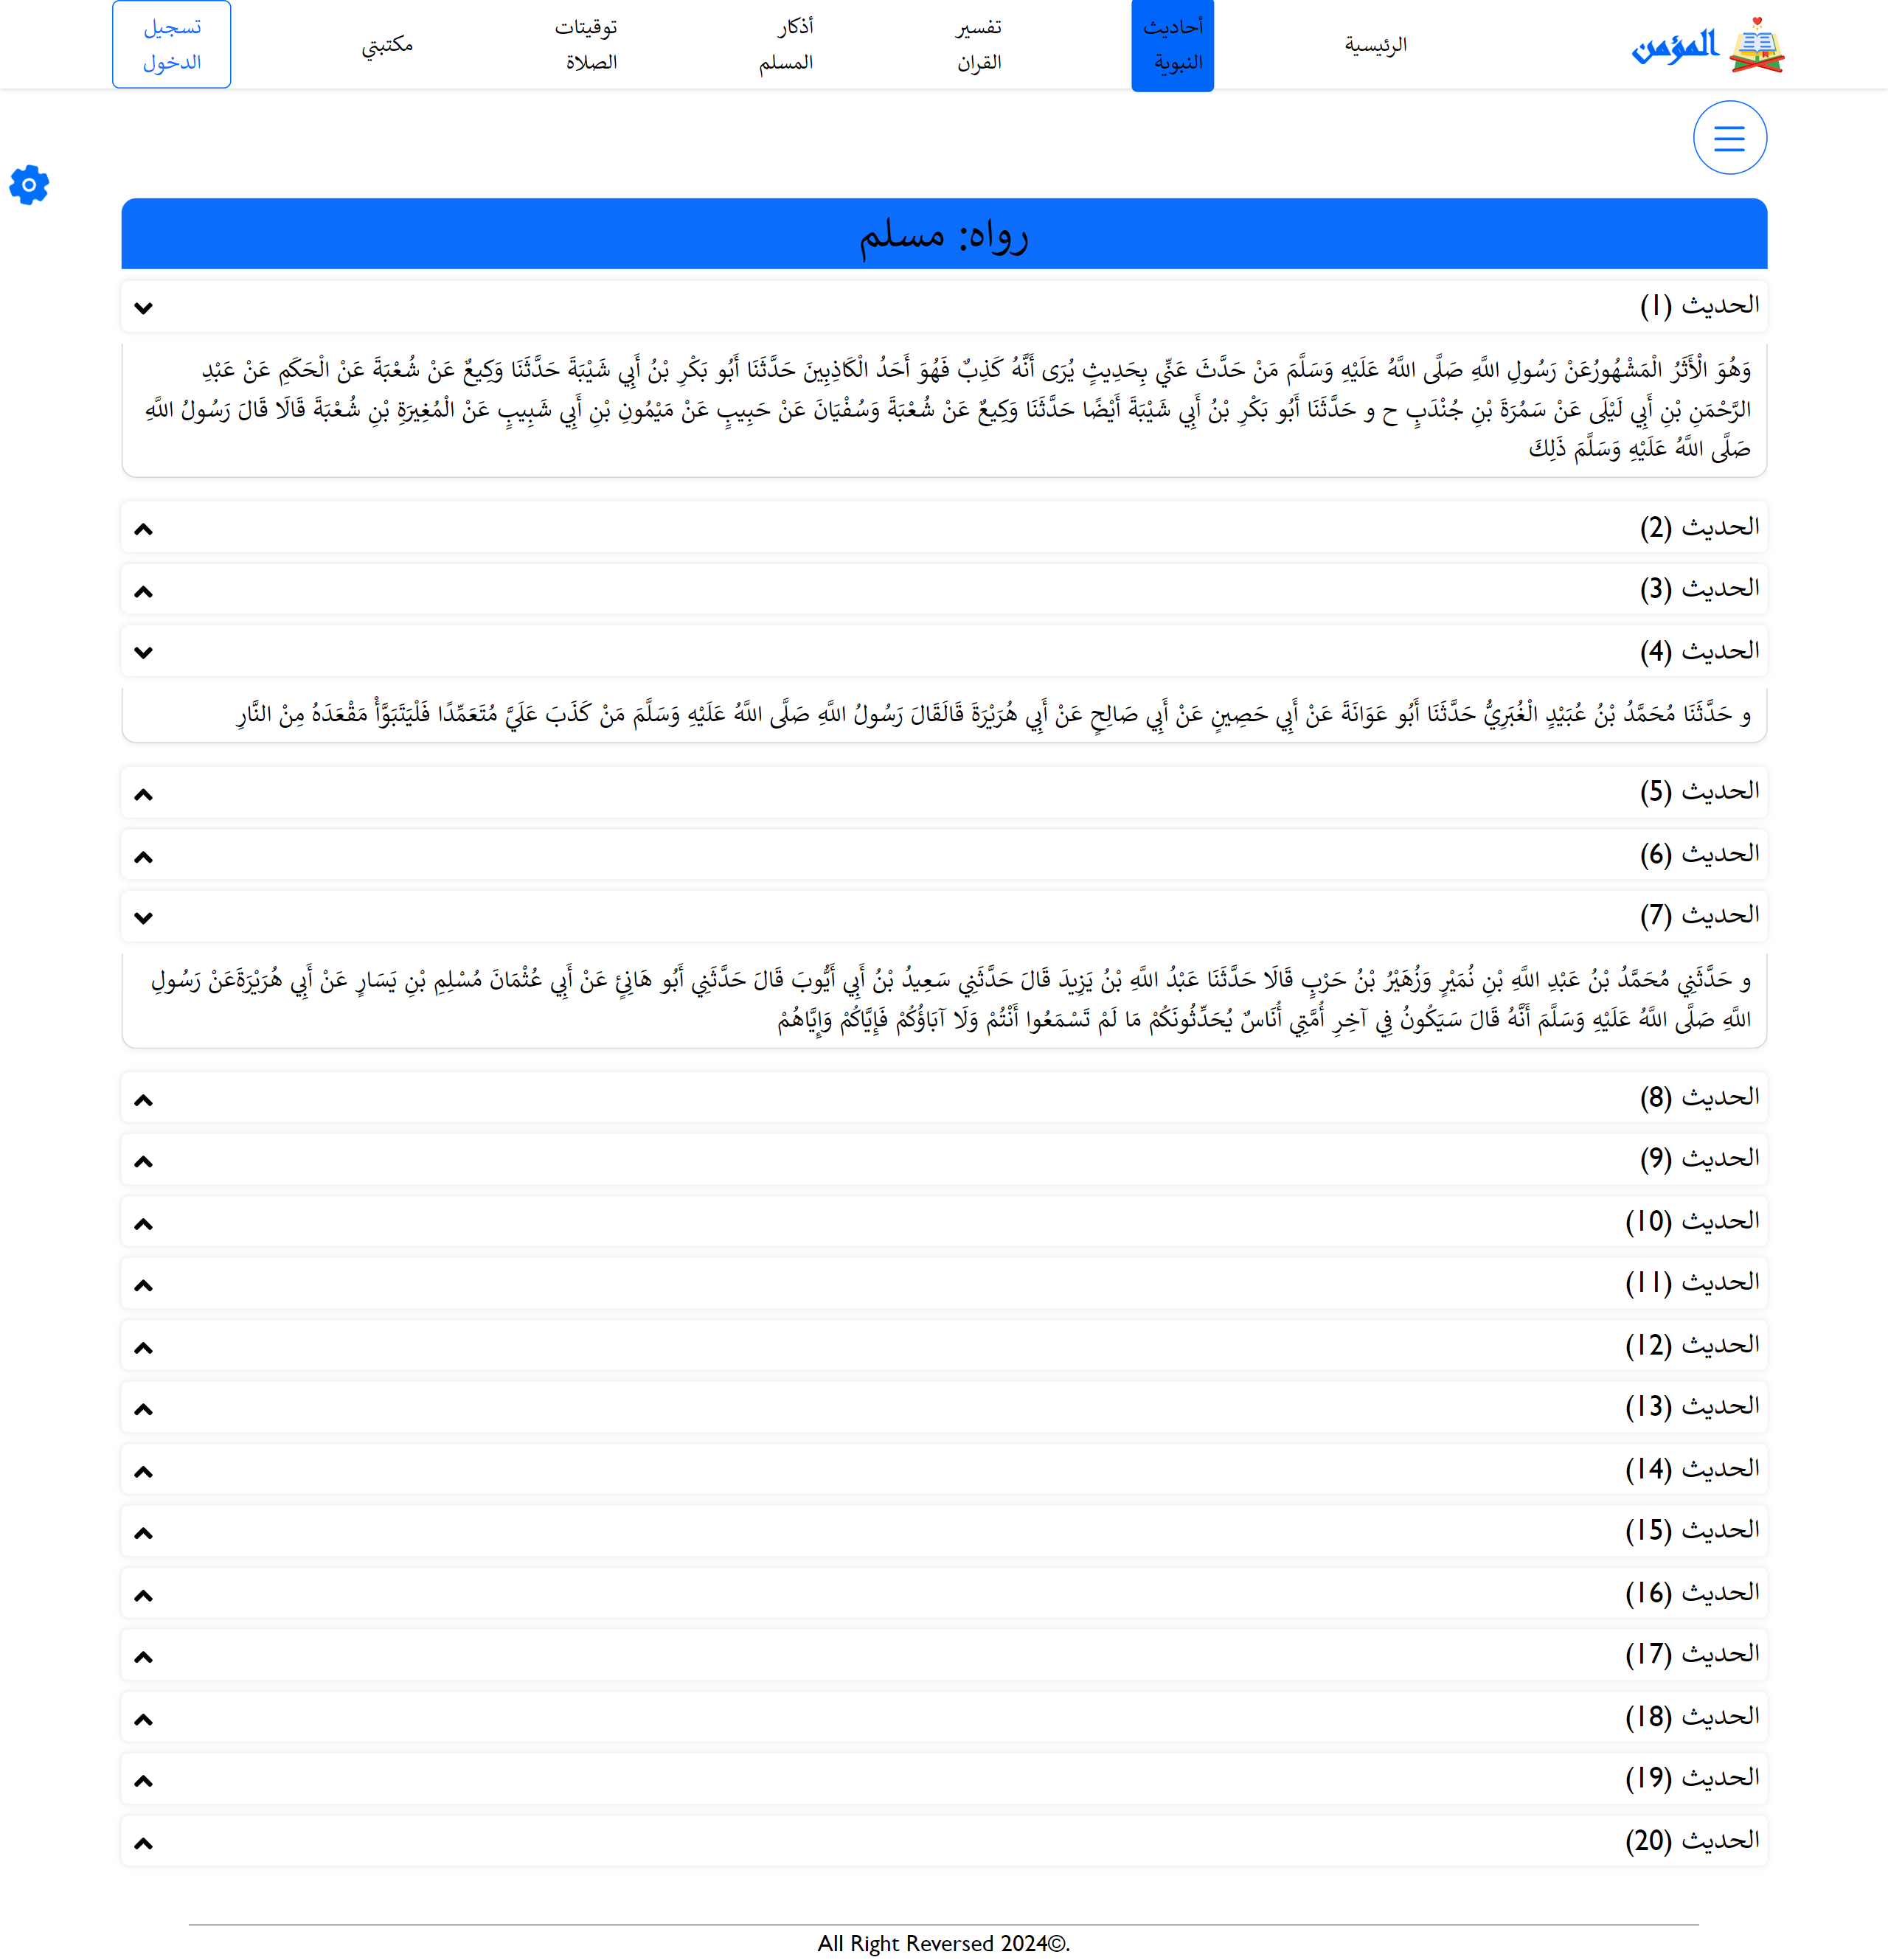 المؤمن
الرئيسية
أحاديث
النبوية
تفسير
القران
أذكار
المسلم
توقيتات
الصلاة
مكتبتي
تسجيل
الدخول
رواه: مسلم
الحديث (1)
وَهُوَ الْأَثَرُ الْمَشْهُورُعَنْ رَسُولِ اللَّهِ صَلَّى اللَّهُ عَلَيْهِ وَسَلَّمَ مَنْ حَدَّثَ عَنِّي بِحَدِيثٍ يُرَى أَنَّهُ كَذِبٌ فَهُوَ أَحَدُ الْكَاذِبِينَ حَدَّثَنَا أَبُو بَكْرِ بْنُ أَبِي شَيْبَةَ حَدَّثَنَا وَكِيعٌ عَنْ شُعْبَةَ عَنْ الْحَكَمِ عَنْ عَبْدِ
الرَّحْمَنِ بْنِ أَبِي لَيْلَى عَنْ سَمُرَةَ بْنِ جُنْدَبٍ ح و حَدَّثَنَا أَبُو بَكْرِ بْنُ أَبِي شَيْبَةَ أَيْضًا حَدَّثَنَا وَكِيعٌ عَنْ شُعْبَةَ وَسُفْيَانَ عَنْ حَبِيبٍ عَنْ مَيْمُونِ بْنِ أَبِي شَبِيبٍ عَنْ الْمُغِيرَةِ بْنِ شُعْبَةَ قَالَا قَالَ رَسُولُ اللَّهِ
صَلَّى اللَّهُ عَلَيْهِ وَسَلَّمَ ذَلِكَ
الحديث (2)
الحديث (3)
الحديث (4)
و حَدَّثَنَا مُحَمَّدُ بْنُ عُبَيْدٍ الْغُبَرِيُّ حَدَّثَنَا أَبُو عَوَانَةَ عَنْ أَبِي حَصِينٍ عَنْ أَبِي صَالِحٍ عَنْ أَبِي هُرَيْرَةَ قَالَقَالَ رَسُولُ اللَّهِ صَلَّى اللَّهُ عَلَيْهِ وَسَلَّمَ مَنْ كَذَبَ عَلَيَّ مُتَعَمِّدًا فَلْيَتَبَوَّأْ مَقْعَدَهُ مِنْ النَّارِ
الحديث (5)
الحديث (6)
الحديث (7)
و حَدَّثَنِي مُحَمَّدُ بْنُ عَبْدِ اللَّهِ بْنِ نُمَيْرٍ وَزُهَيْرُ بْنُ حَرْبٍ قَالَا حَدَّثَنَا عَبْدُ اللَّهِ بْنُ يَزِيدَ قَالَ حَدَّثَنِي سَعِيدُ بْنُ أَبِي أَيُّوبَ قَالَ حَدَّثَنِي أَبُو هَانِئٍ عَنْ أَبِي عُثْمَانَ مُسْلِمِ بْنِ يَسَارٍ عَنْ أَبِي هُرَيْرَةَعَنْ رَسُولِ
اللَّهِ صَلَّى اللَّهُ عَلَيْهِ وَسَلَّمَ أَنَّهُ قَالَ سَيَكُونُ فِي آخِرِ أُمَّتِي أُنَاسٌ يُحَدِّثُونَكُمْ مَا لَمْ تَسْمَعُوا أَنْتُمْ وَلَا آبَاؤُكُمْ فَإِيَّاكُمْ وَإِيَّاهُمْ
الحديث (8)
الحديث (9)
الحديث (10)
الحديث (11)
الحديث (12)
الحديث (13)
الحديث (14)
الحديث (15)
الحديث (16)
الحديث (17)
الحديث (18)
الحديث (19)
الحديث (20)
All Right Reversed 2024©.